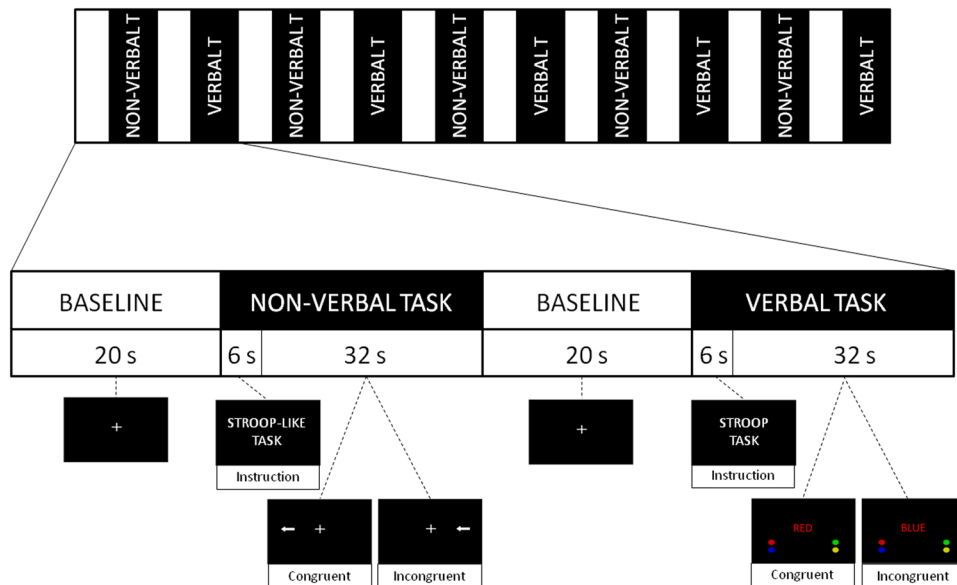 NON-VERBAL T
VERBAL T
NON-VERBAL T
VERBAL T
NON-VERBAL T
VERBAL T
NON-VERBAL T
VERBAL T
NON-VERBAL T
VERBAL T
BASELINE
NON-VERBAL TASK
BASELINE
VERBAL TASK
20 s
6 s
32 s
20 s
6 s
32 s
STROOP-LIKE
TASK
Instruction
STROOP
TASK
Instruction
Congruent
Incongruent
RED
Congruent
BLUE
Incongruent